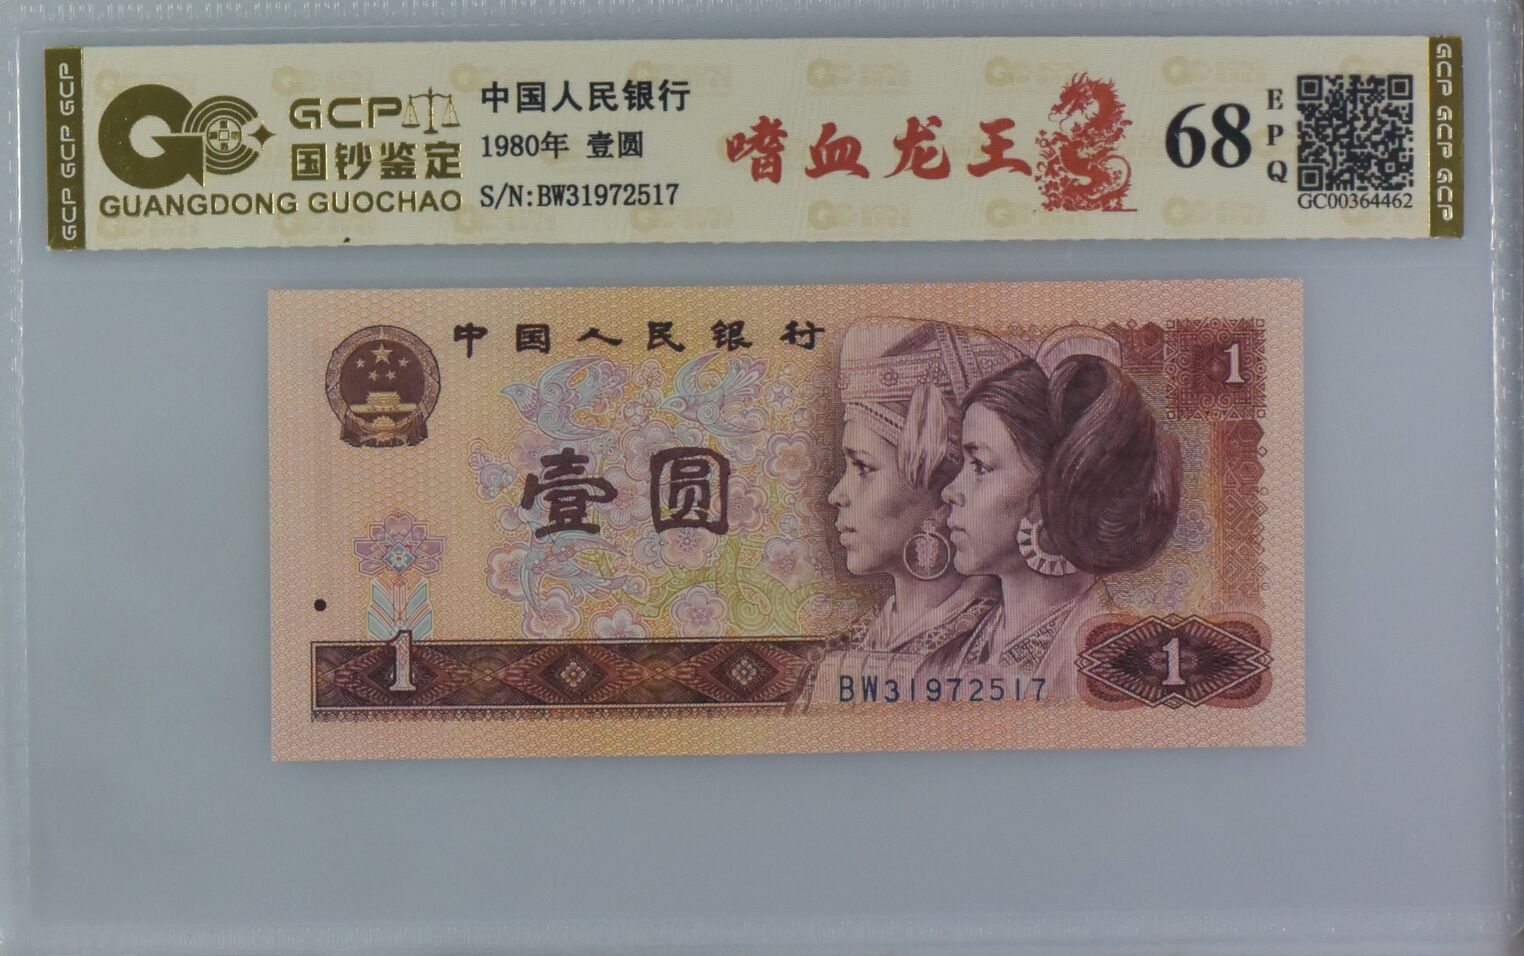 GCP GCP GCP
GCP
国钞鉴定
GUANGDONG GUOCHAO
中国人民银行
1980年 壹圆
S/N:BW31972517
嗜血龙王
68
EPQ
GC00364462
GCP GCP GCP
中国人民银行
1
壹圆
1
BW31972517
1